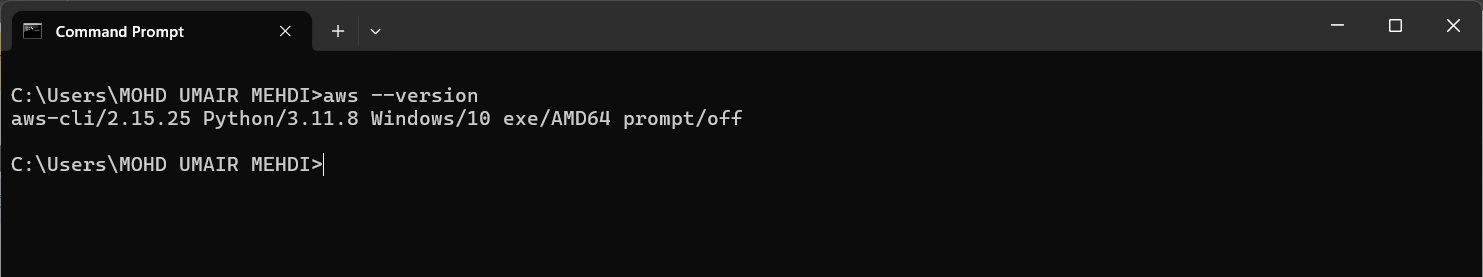 Command Prompt
C:\Users\MOHD UMAIR MEHDI>aws --version
aws-cli/2.15.25 Python/3.11.8 Windows/10 exe/AMD64 prompt/off
C:\Users\MOHD UMAIR MEHDI>